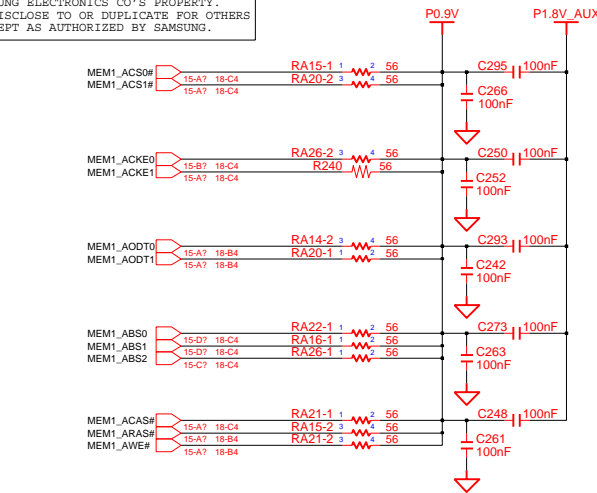 UNG ELECTRONICS CO'S PROPERTY.
DISCLOSE TO OR DUPLICATE FOR OTHERS
EPT AS AUTHORIZED BY SAMSUNG.
P0.9V P1.8V_AUX
MEM1_ACS0# 15-A? 18-C4 RA15-1 1 2 56 C295 100nF
MEM1_ACS1# 15-A? 18-C4 RA20-2 3 4 56
C266
100nF
MEM1_ACKE0 15-B? 18-C4 RA26-2 3 4 56 C250 100nF
MEM1_ACKE1 15-A? 18-C4 R240 56
C252
100nF
MEM1_AODT0 15-A? 18-B4 RA14-2 3 4 56 C293 100nF
MEM1_AODT1 15-A? 18-B4 RA20-1 1 2 56
C242
100nF
MEM1_ABS0 15-D? 18-C4 RA22-1 1 2 56 C273 100nF
MEM1_ABS1 15-D? 18-C4 RA16-1 1 2 56
MEM1_ABS2 15-C? 18-C4 RA26-1 1 2 56
C263
100nF
MEM1_ACAS# 15-A? 18-C4 RA21-1 1 2 56 C248 100nF
MEM1_ARAS# 15-A? 18-B4 RA15-2 3 4 56
MEM1_AWE# 15-A? 18-B4 RA21-2 3 4 56
C261
100nF